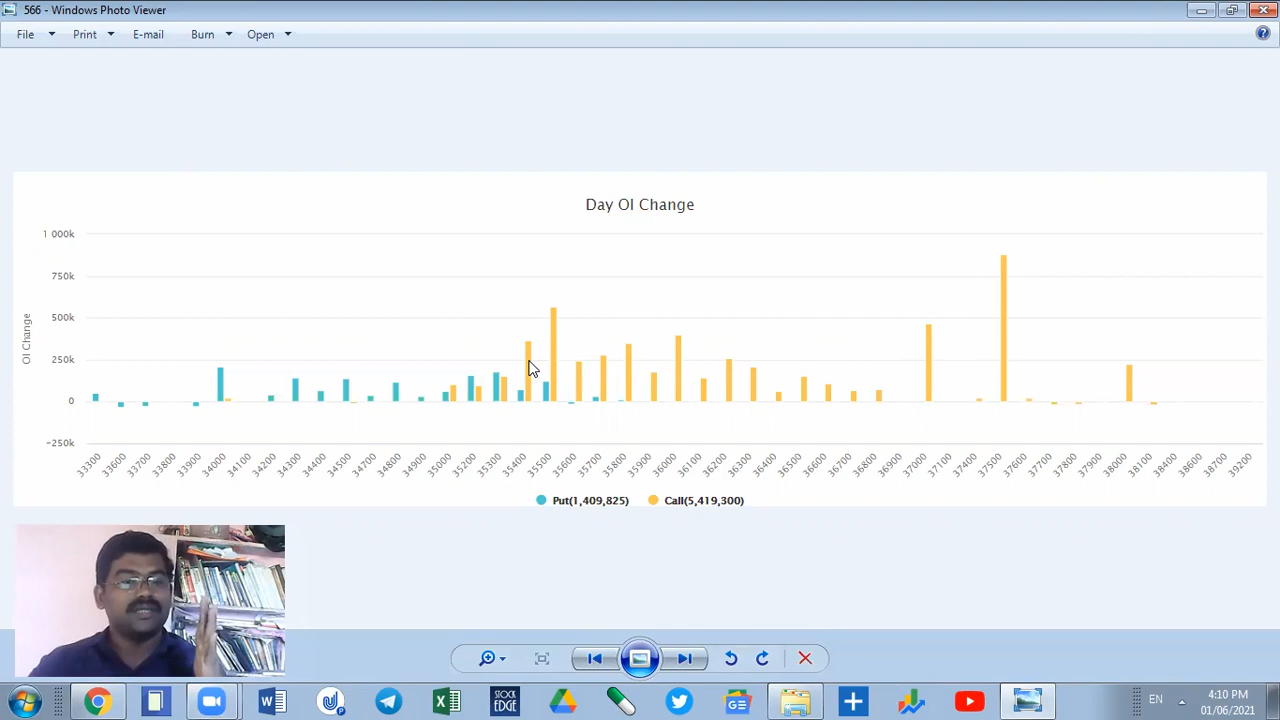 566 - Windows Photo Viewer
File Print E-mail Burn Open
Day OI Change
1 000k
750k
500k
250k
0
-250k
OI Change
33300 33600 33700 33800 33900 34000 34100 34200 34300 34400 34500 34700 34800 34900 35000 35200 35300 35400 35500 35600 35700 35800 35900 36000 36100 36200 36300 36400 36500 36600 36700 36800 36900 37000 37100 37400 37500 37600 37700 37800 37900 38000 38100 38400 38600 38700 39200
Put(1,409,825) Call(5,419,300)
STOCK
EDGE
EN
4:10 PM
01/06/2021